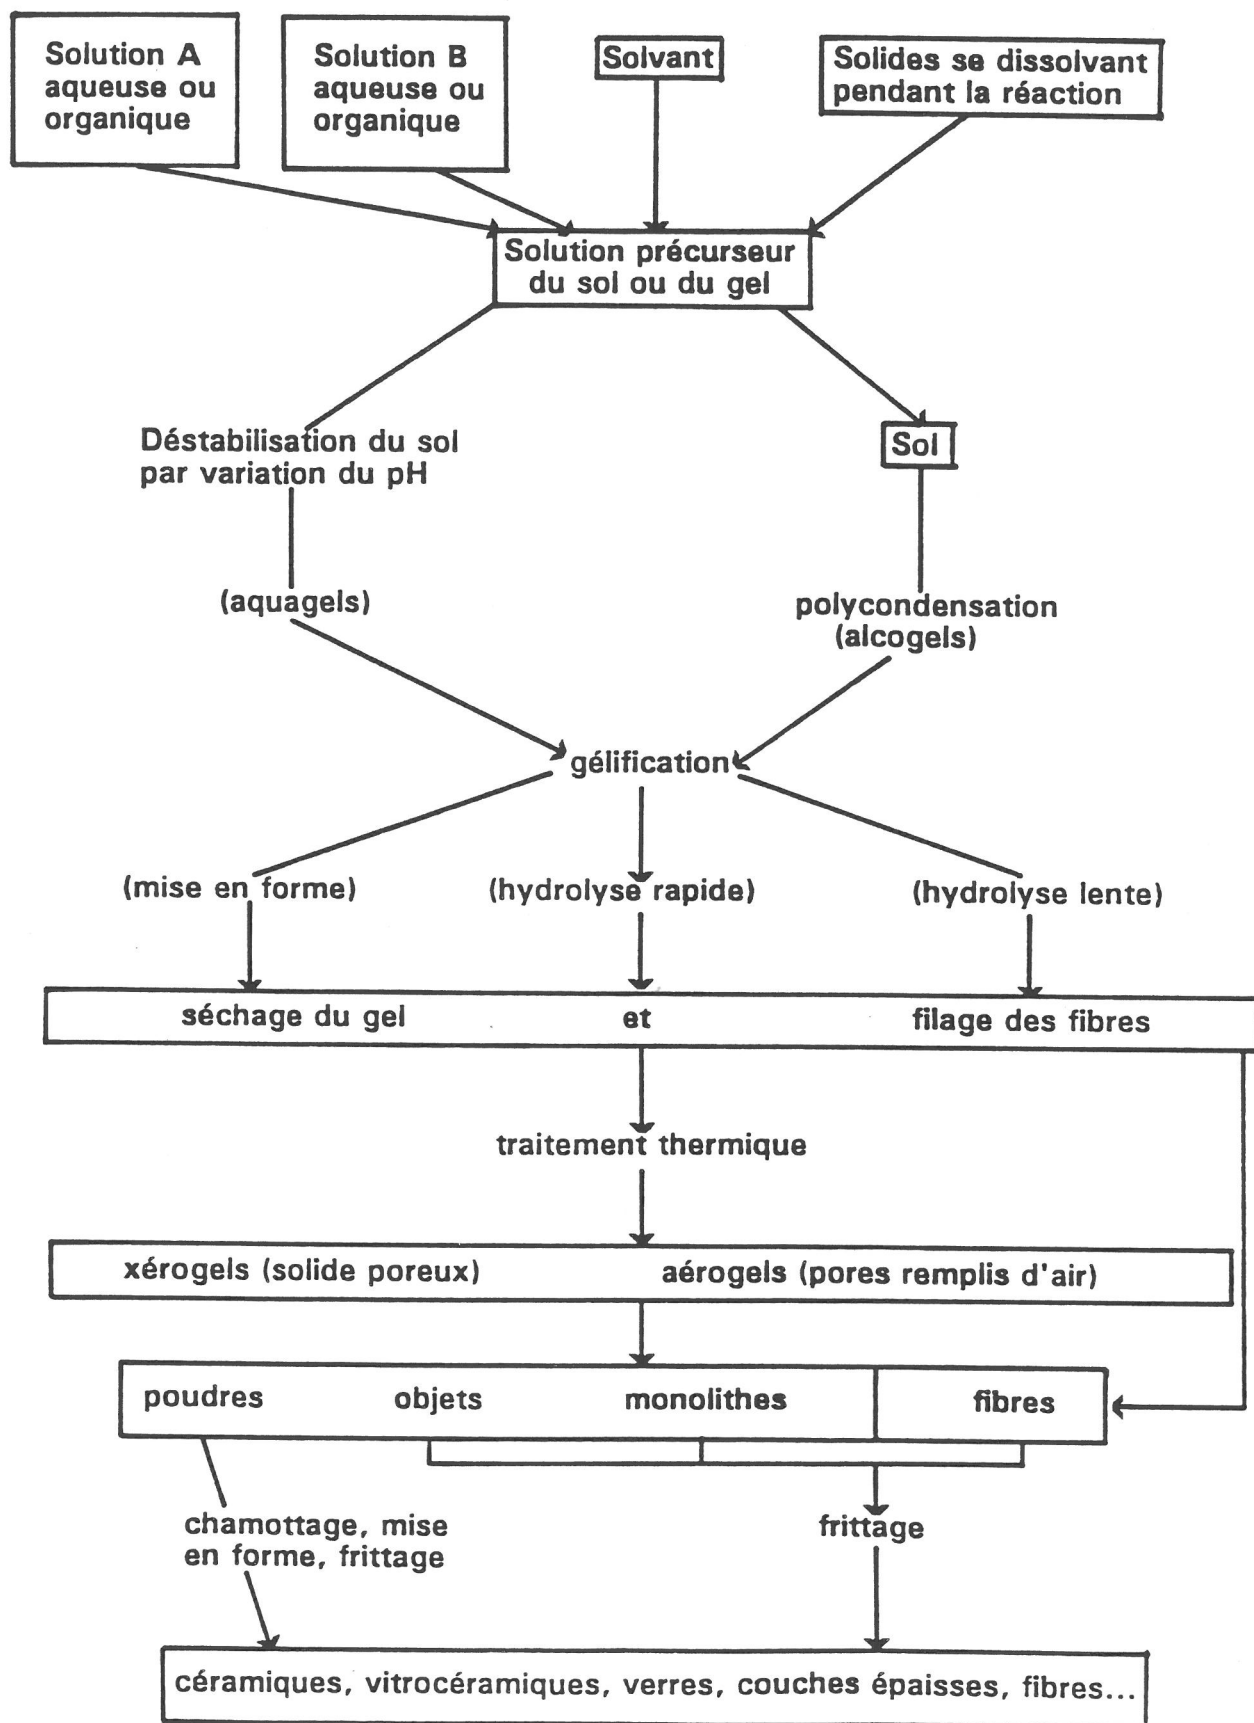 Solution A
aqueuse ou
organique
Solution B
aqueuse ou
organique
Solvant
Solides se dissolvant
pendant la réaction
Solution précurseur
du sol ou du gel
Déstabilisation du sol
par variation du pH
Sol
(aquagels)
polycondensation
(alcogels)
gélification
(mise en forme)
(hydrolyse rapide)
(hydrolyse lente)
séchage du gel et filage des fibres
traitement thermique
xérogels (solide poreux) aérogels (pores remplis d'air)
poudres objets monolithes fibres
chamottage, mise
en forme, frittage
frittage
céramiques, vitrocéramiques, verres, couches épaisses, fibres...